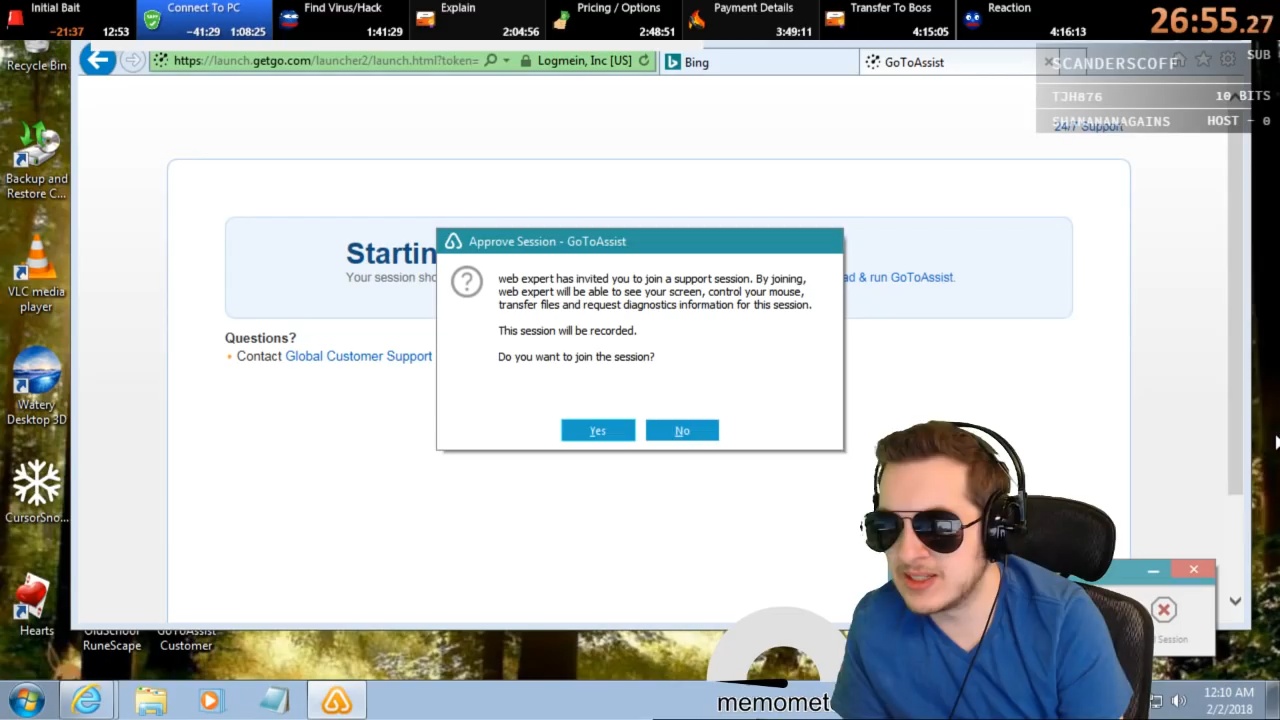 Initial Bait
-21:37 12:53
Connect To PC
-41:29 1:08:25
Find Virus/Hack
1:41:29
Explain
2:04:56
Pricing / Options
2:48:51
Payment Details
3:49:11
Transfer To Boss
4:15:05
Reaction
4:16:13
26:55.27
Recycle Bin
https://launch.getgo.com/launcher2/launch.html?token=
Logmein, Inc [US]
Bing
GoToAssist
SCANDERSCOFF SUB
TJH876 10 BITS
SHANANANAGAINS HOST - 0
24/7 Support
Backup and
Restore C...
VLC media
player
Watery
Desktop 3D
CursorSno...
Hearts
OldSchool
RuneScape
GoToAssist
Customer
Startin
Your session sho
ad & run GoToAssist.
Questions?
Contact Global Customer Support
Approve Session - GoToAssist
web expert has invited you to join a support session. By joining,
web expert will be able to see your screen, control your mouse,
transfer files and request diagnostics information for this session.
This session will be recorded.
Do you want to join the session?
Yes
No
Session
memomet
12:10 AM
2/2/2018